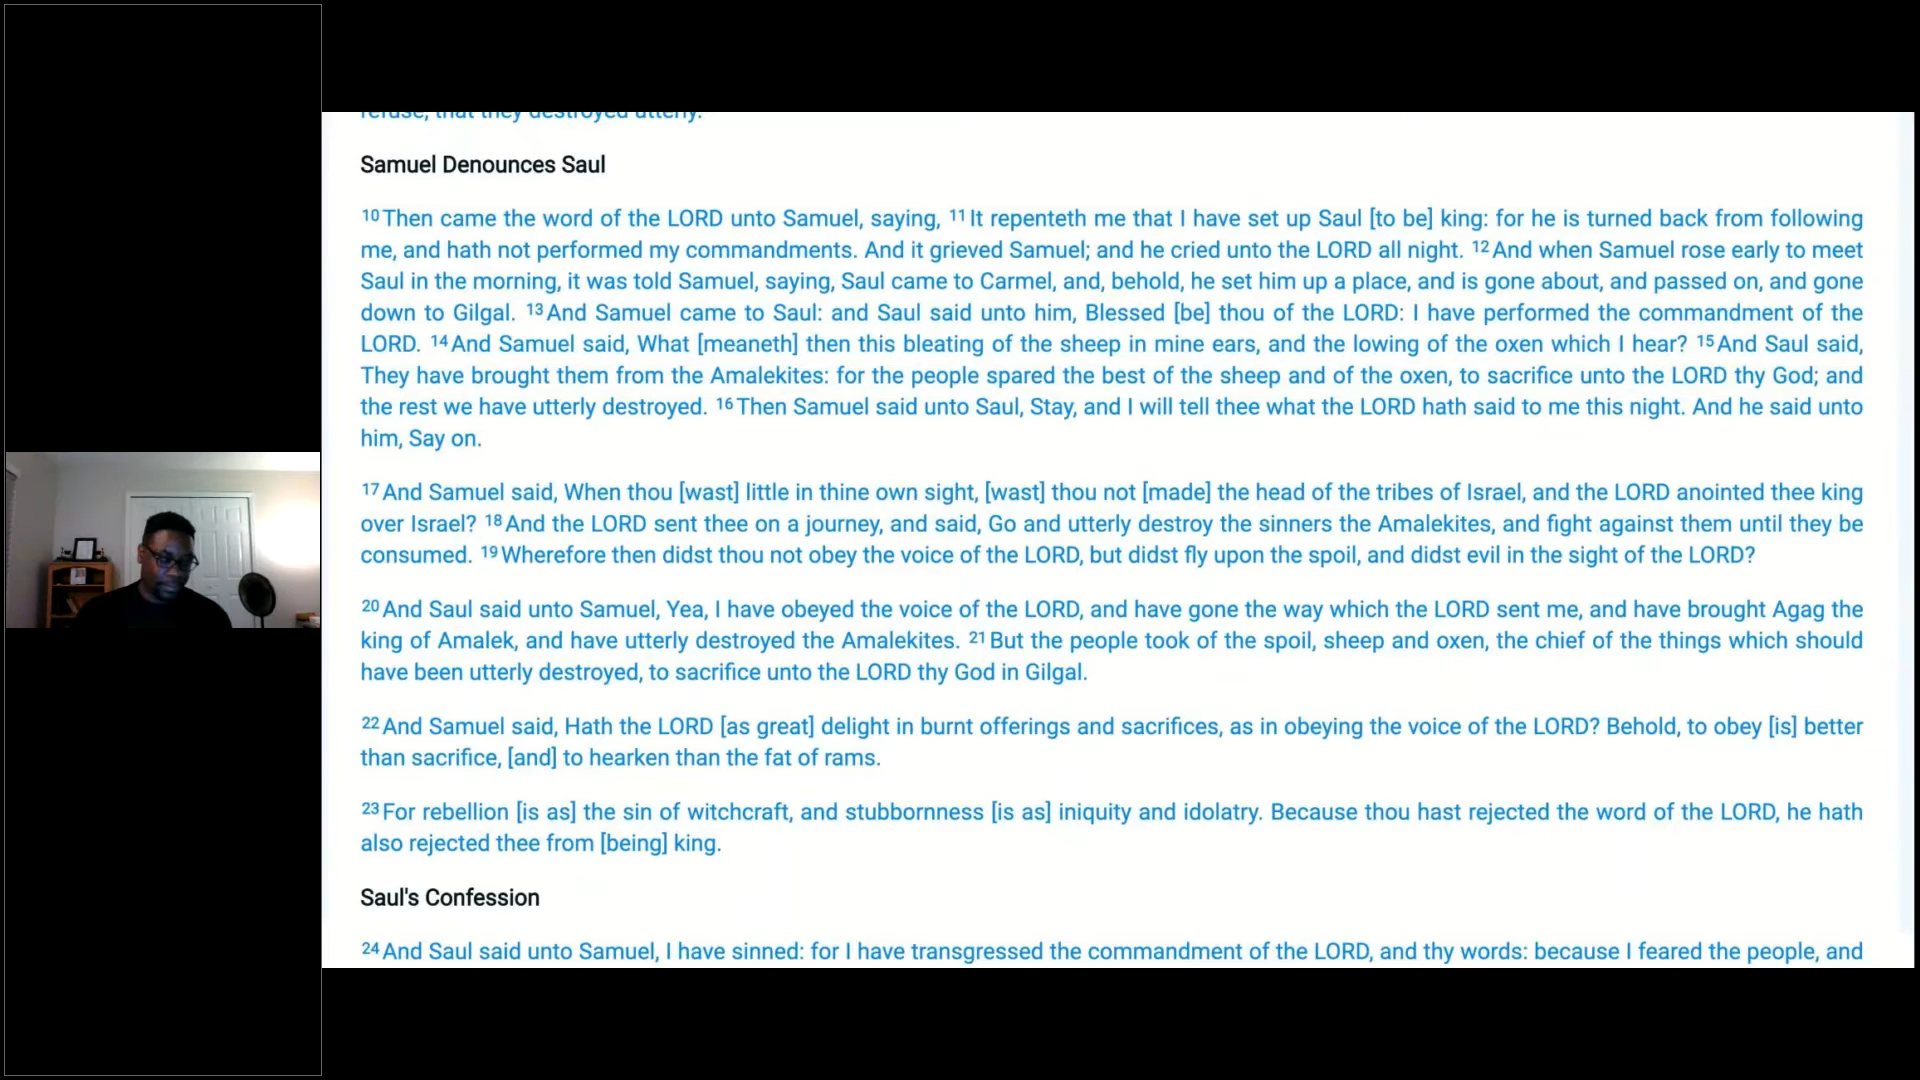 refuse, that they destroyed utterly.
Samuel Denounces Saul
10 Then came the word of the LORD unto Samuel, saying, 11 It repenteth me that I have set up Saul [to be] king: for he is turned back from following
me, and hath not performed my commandments. And it grieved Samuel; and he cried unto the LORD all night. 12 And when Samuel rose early to meet
Saul in the morning, it was told Samuel, saying, Saul came to Carmel, and, behold, he set him up a place, and is gone about, and passed on, and gone
down to Gilgal. 13 And Samuel came to Saul: and Saul said unto him, Blessed [be] thou of the LORD: I have performed the commandment of the
LORD. 14 And Samuel said, What [meaneth] then this bleating of the sheep in mine ears, and the lowing of the oxen which I hear? 15 And Saul said,
They have brought them from the Amalekites: for the people spared the best of the sheep and of the oxen, to sacrifice unto the LORD thy God; and
the rest we have utterly destroyed. 16 Then Samuel said unto Saul, Stay, and I will tell thee what the LORD hath said to me this night. And he said unto
him, Say on.
17 And Samuel said, When thou [wast] little in thine own sight, [wast] thou not [made] the head of the tribes of Israel, and the LORD anointed thee king
over Israel? 18 And the LORD sent thee on a journey, and said, Go and utterly destroy the sinners the Amalekites, and fight against them until they be
consumed. 19 Wherefore then didst thou not obey the voice of the LORD, but didst fly upon the spoil, and didst evil in the sight of the LORD?
20 And Saul said unto Samuel, Yea, I have obeyed the voice of the LORD, and have gone the way which the LORD sent me, and have brought Agag the
king of Amalek, and have utterly destroyed the Amalekites. 21 But the people took of the spoil, sheep and oxen, the chief of the things which should
have been utterly destroyed, to sacrifice unto the LORD thy God in Gilgal.
22 And Samuel said, Hath the LORD [as great] delight in burnt offerings and sacrifices, as in obeying the voice of the LORD? Behold, to obey [is] better
than sacrifice, [and] to hearken than the fat of rams.
23 For rebellion [is as] the sin of witchcraft, and stubbornness [is as] iniquity and idolatry. Because thou hast rejected the word of the LORD, he hath
also rejected thee from [being] king.
Saul's Confession
24 And Saul said unto Samuel, I have sinned: for I have transgressed the commandment of the LORD, and thy words: because I feared the people, and